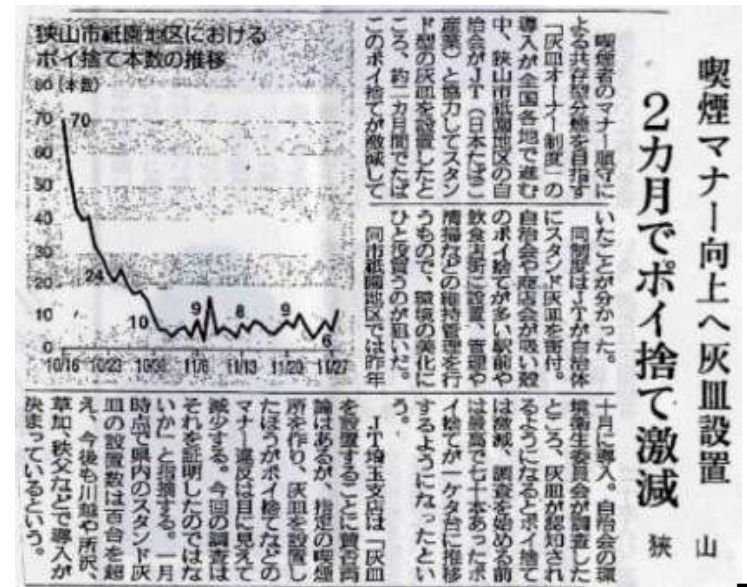 喫煙マナー向上へ灰皿設置
２カ月でポイ捨て激減
狭山
喫煙者のマナー順守に
よる共存型分煙を目指す
「灰皿オーナー制度」の
導入が全国各地で進む
中、狭山市祇園地区の自
治会がＪＴ（日本たばこ
産業）と協力してスタン
ド型の灰皿を設置したと
ころ、約一カ月間でたば
このポイ捨てが激減して
いたことが分かった。
同制度はＪＴが自治体
にスタンド灰皿を寄付。
自治会や商店会が吸い殻
のポイ捨てが多い駅前や
飲食店街に設置、管理や
清掃などの維持管理を行
うもので、環境の美化に
ひと役買うのが狙いだ。
同市祇園地区では昨年
十月に導入。自治会の環
境衛生委員会が調査した
ところ、灰皿が認知され
るようになるとポイ捨て
は激減、調査を始める前
は最高で七十本あったポ
イ捨てが一ケタ台に推移
するようになったとい
う。
ＪＴ埼玉支店は「灰皿
を設置することに賛否両
論はあるが、指定の喫煙
所を作り、灰皿を設置し
たほうがポイ捨てなどの
マナー違反は目に見えて
減少する。今回の調査は
それを証明したのではな
いか」と指摘する。一月
時点で県内のスタンド灰
皿の設置数は百台を超
え、今後も川越や所沢、
草加、秩父などで導入が
決まっているという。
狭山市祇園地区における
ポイ捨て本数の推移
80 (本数)
70
70
60
50
40
30
20
10
0
24
10
9
8
9
6
10/16 10/23 10/30 11/6 11/13 11/20 11/27